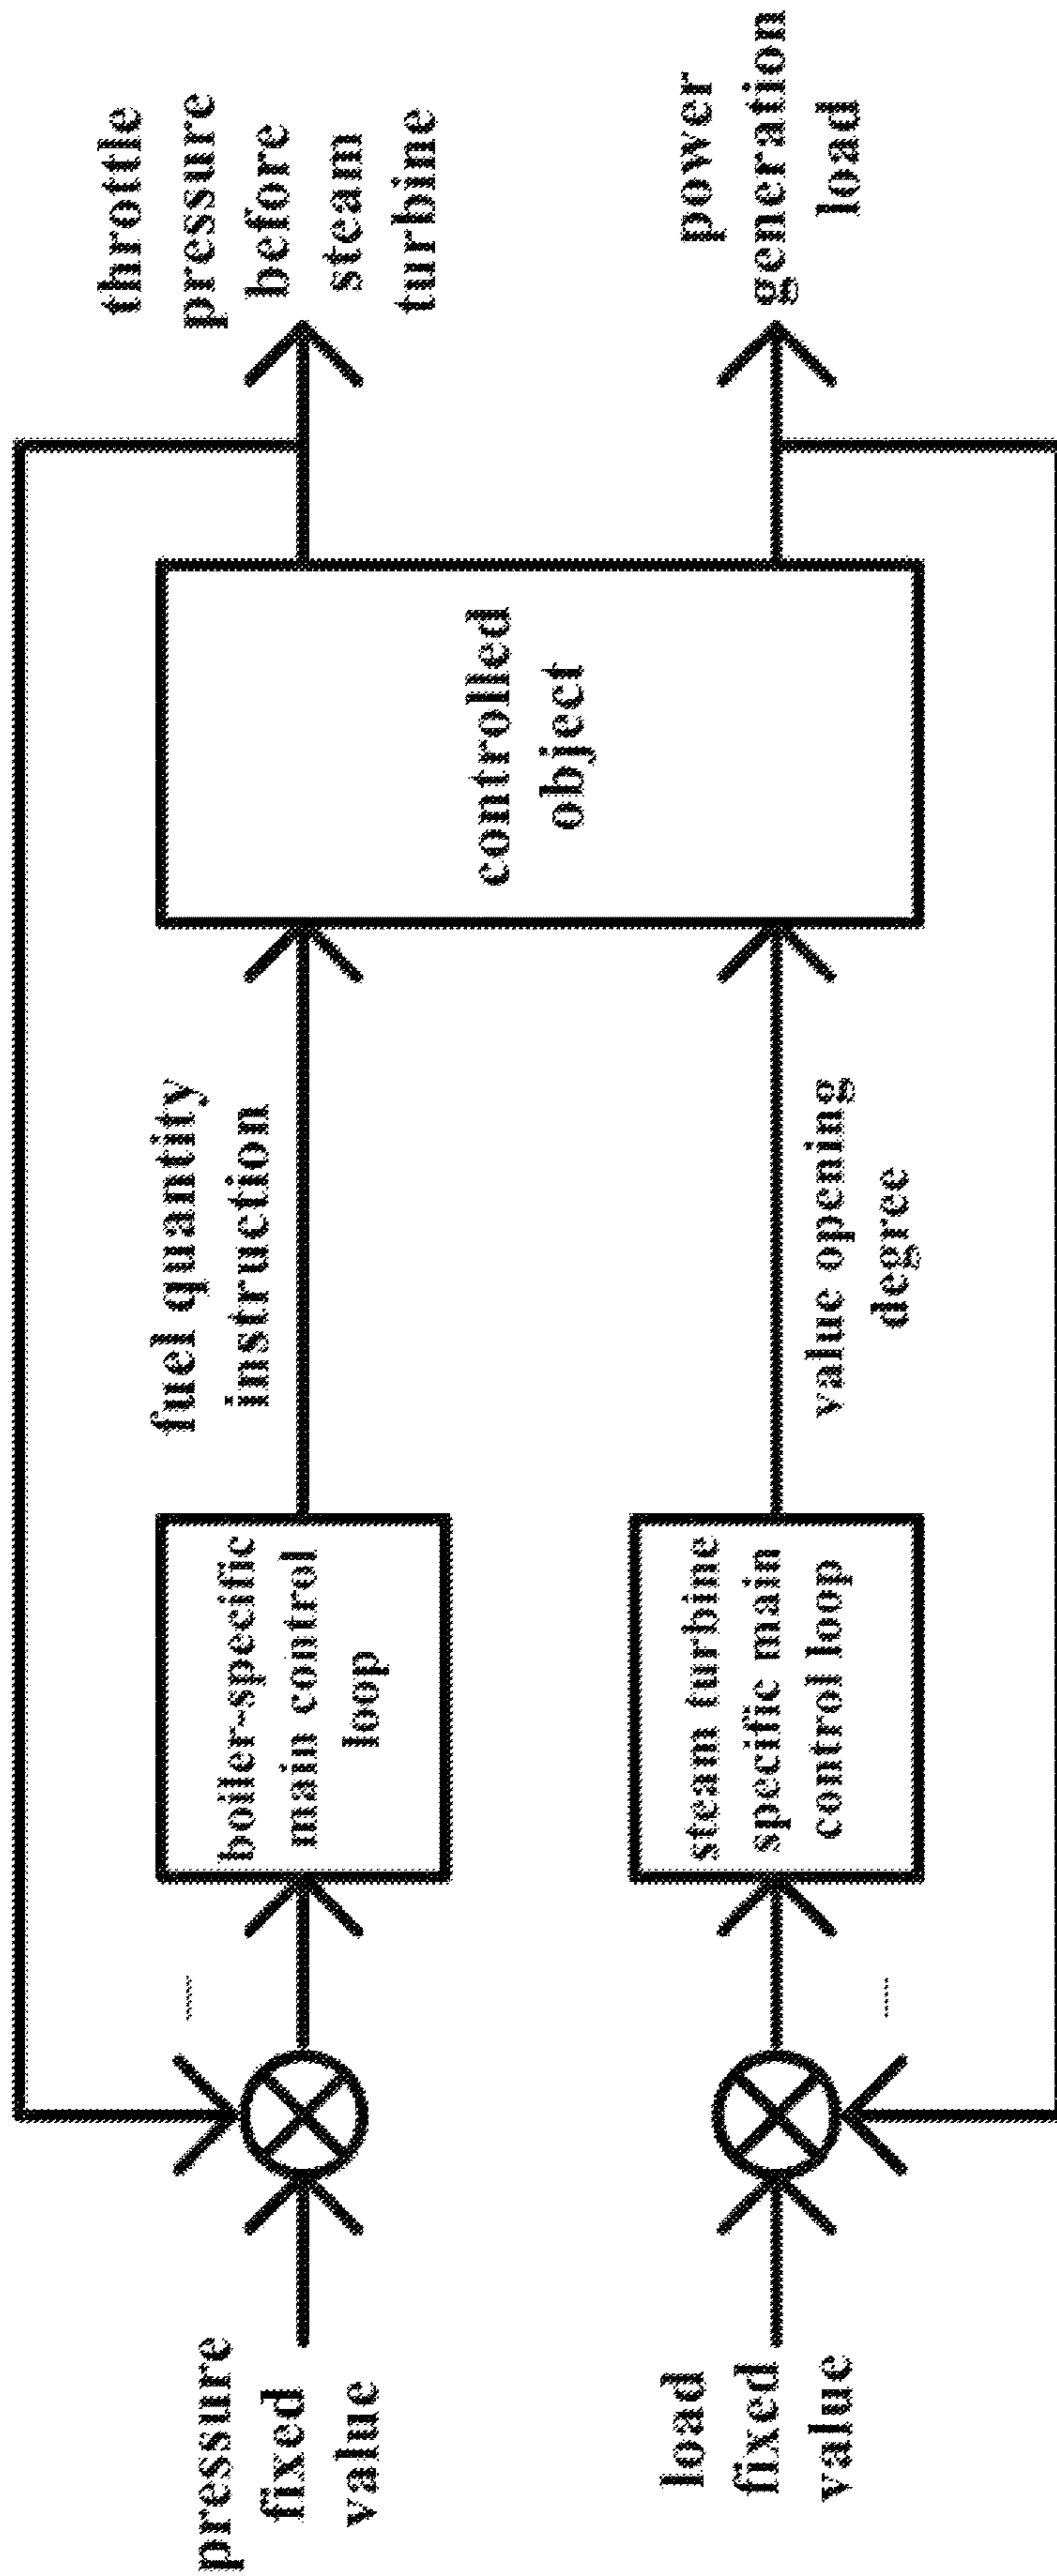 throttle
pressure
before
steam
turbine
power
generation
load
controlled
object
fuel quantity
instruction
value opening
degree
boiler-specific
main control
loop
steam turbine
specific main
control loop
pressure
fixed
value
load
fixed
value